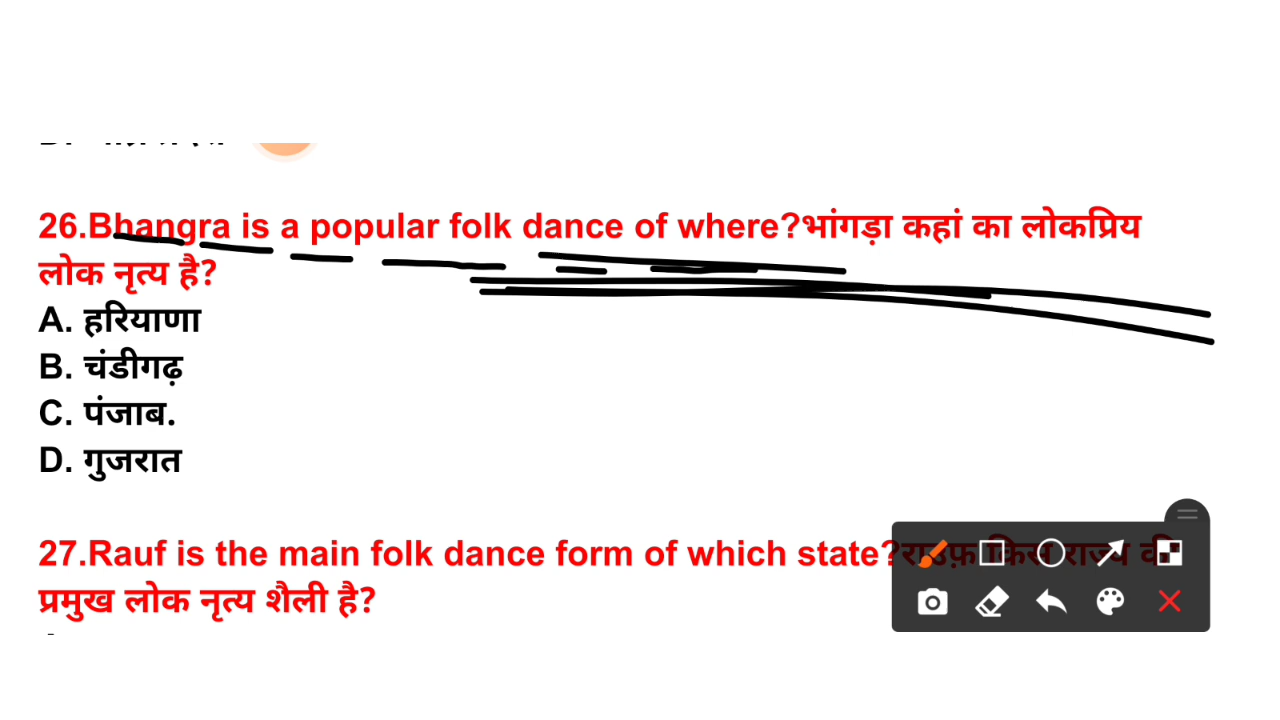 26.Bhangra is a popular folk dance of where?भांगड़ा कहां का लोकप्रिय
लोक नृत्य है?
A. हरियाणा
B. चंडीगढ़
C. पंजाब.
D. गुजरात
27.Rauf is the main folk dance form of which state?राउफ़ किस राज्य की
प्रमुख लोक नृत्य शैली है?